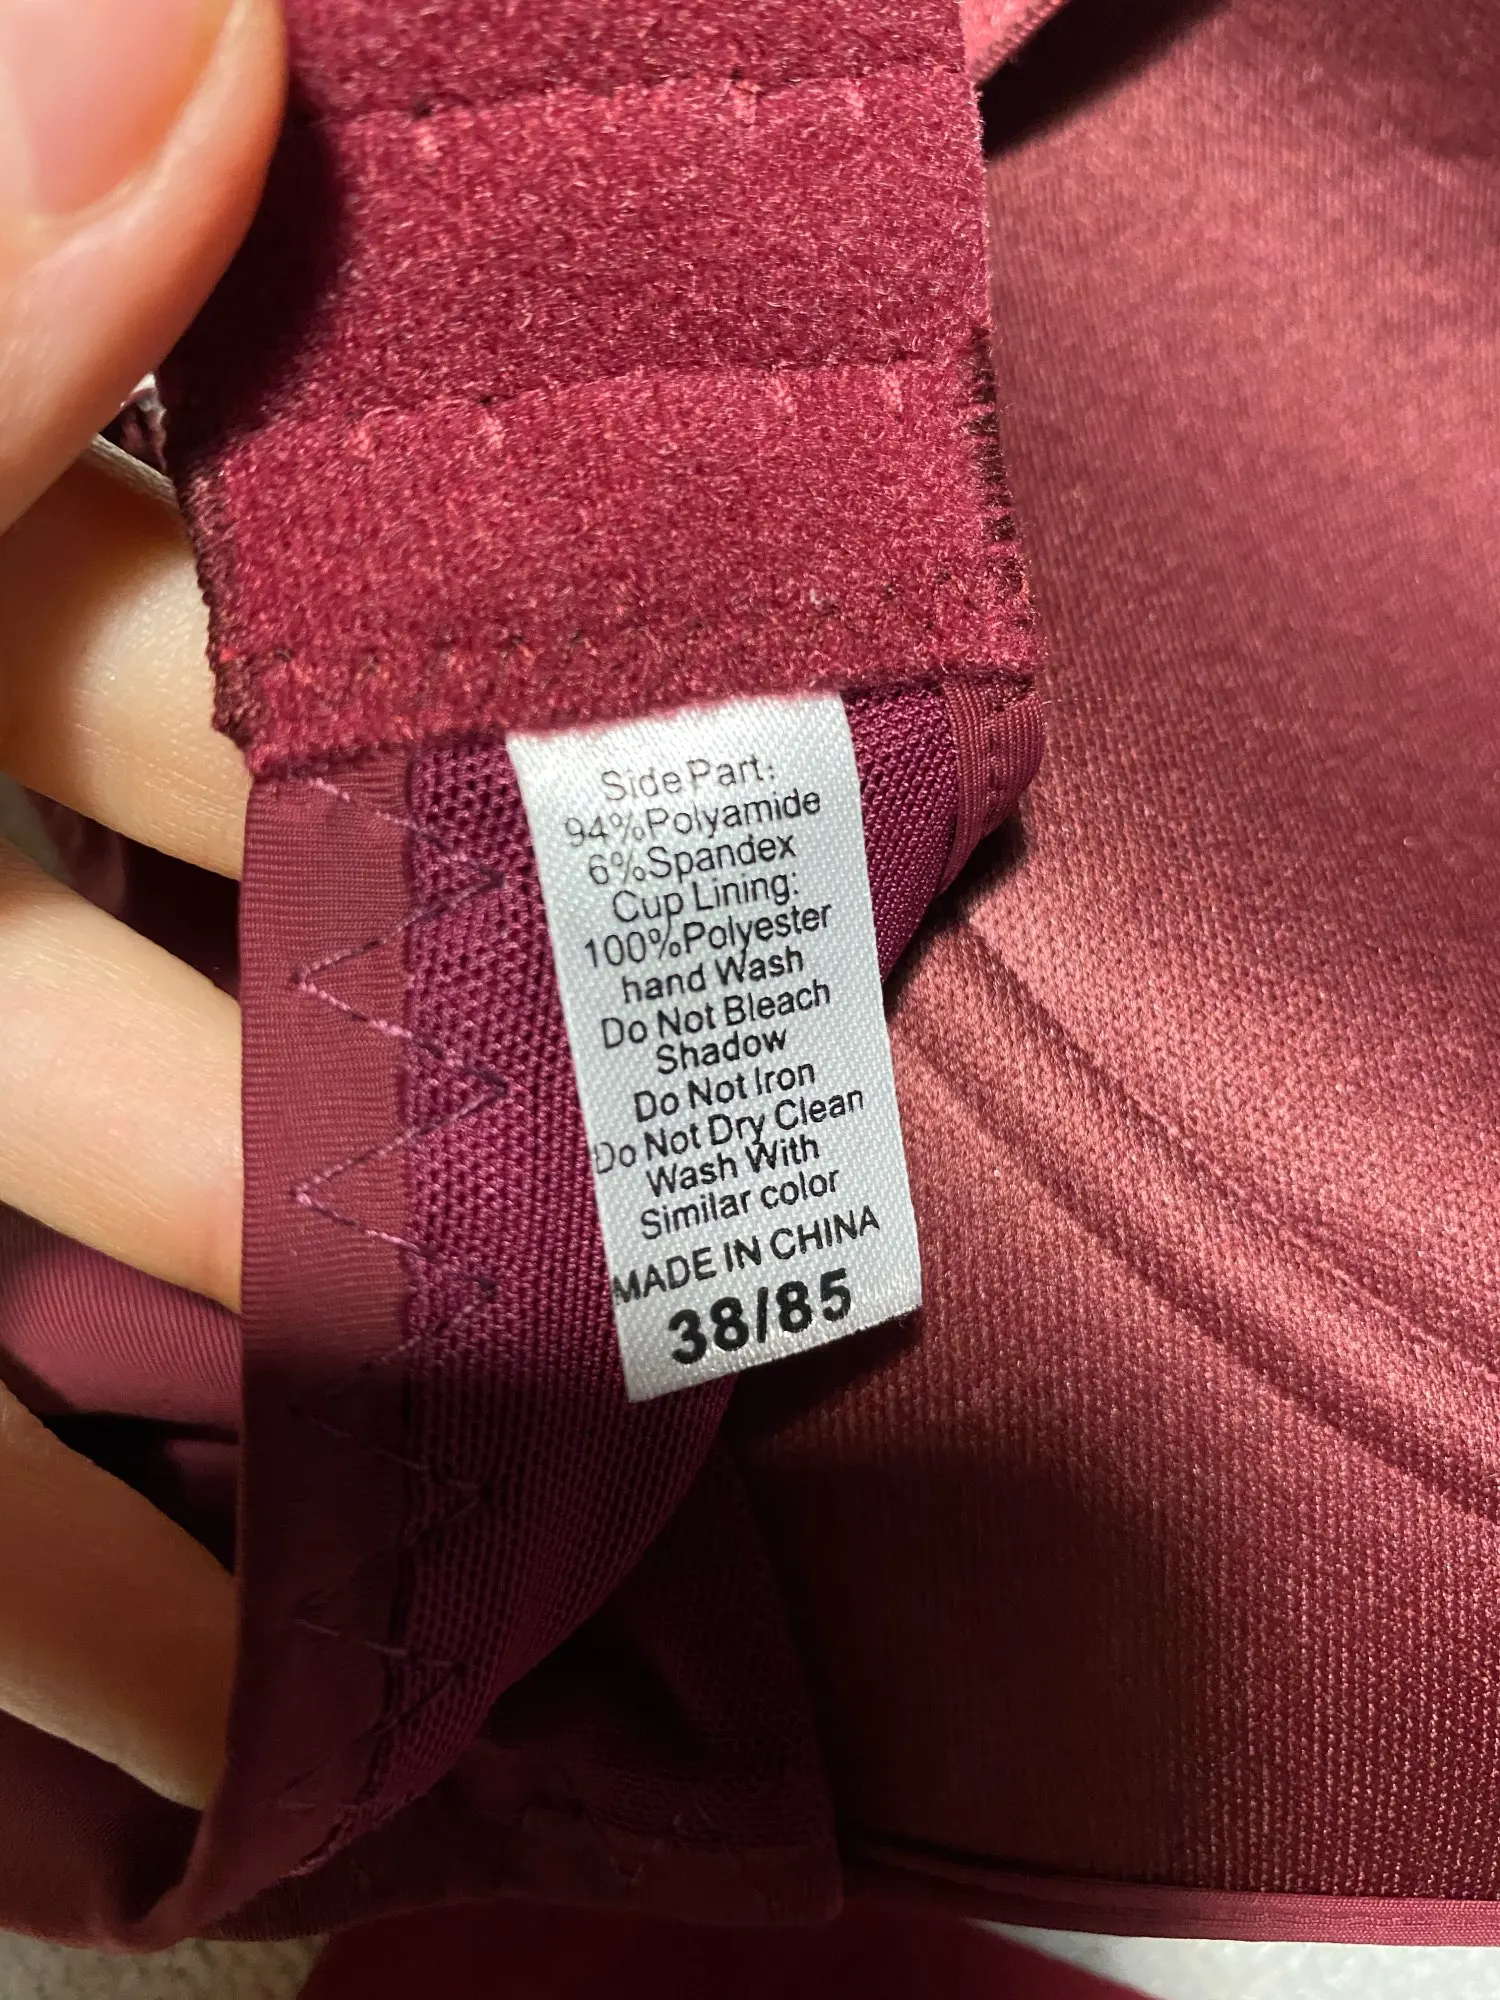 Side Part:
94%Polyamide
6%Spandex
Cup Lining:
100%Polyester
hand Wash
Do Not Bleach
Shadow
Do Not Iron
Do Not Dry Clean
Wash With
Similar color
MADE IN CHINA
38/85